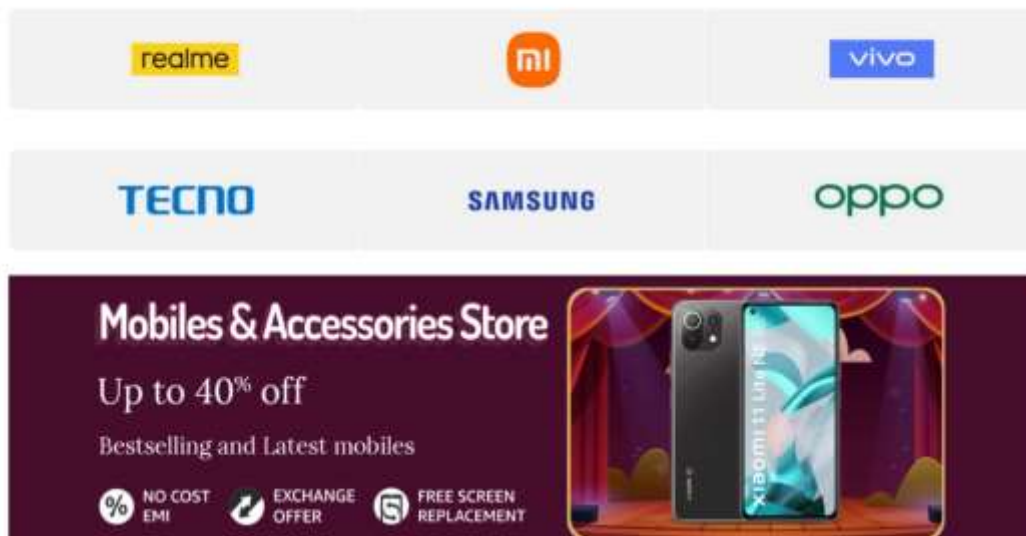 realme
mi
vivo
TECNO
SAMSUNG
oppo
Mobiles & Accessories Store
Up to 40% off
Bestselling and Latest mobiles
NO COST
EMI
EXCHANGE
OFFER
FREE SCREEN
REPLACEMENT
%
S
Xiaomi 11 Lite NE